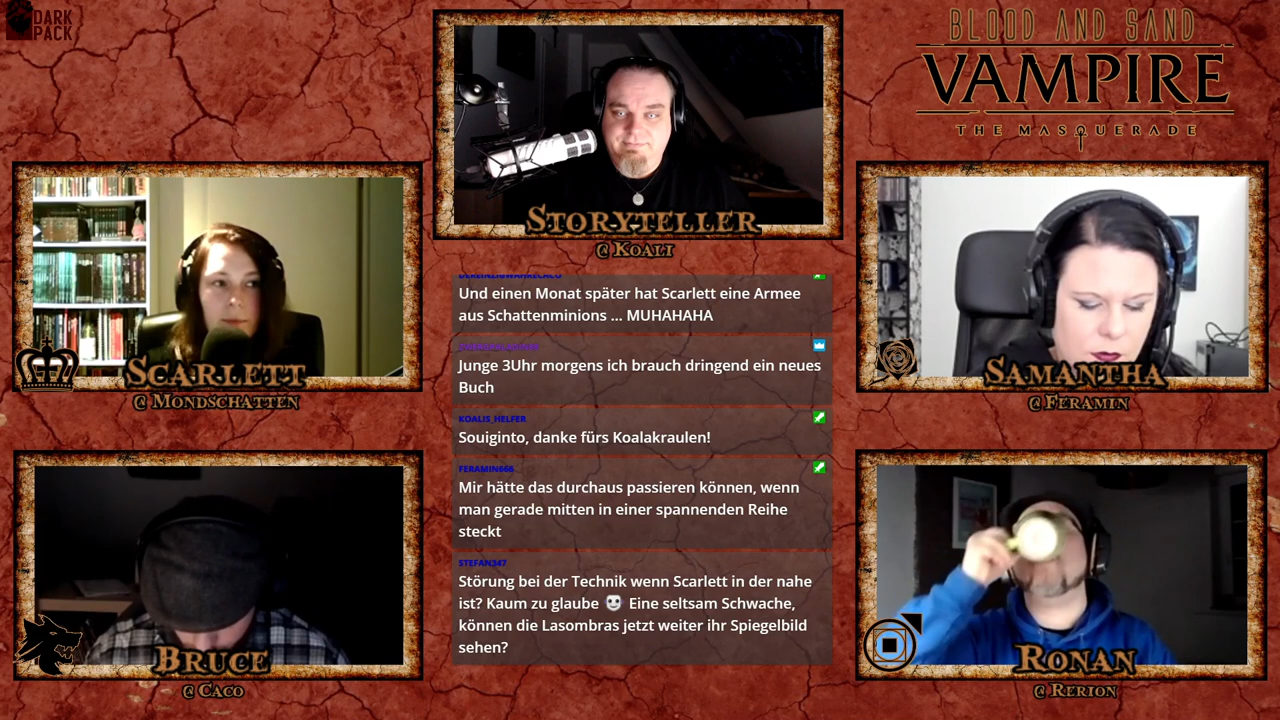 DARK
PACK
BLOOD AND SAND
VAMPIRE
THE MASQUERADE
STORYTELLER
@ KOALI
SCARLETT
@ MONDSCHATTEN
SAMANTHA
@ FERAMIN
Und einen Monat später hat Scarlett eine Armee
aus Schattenminions ... MUHAHAHA
Junge 3Uhr morgens ich brauch dringend ein neues
Buch
KOALIS_HELFER
Souiginto, danke fürs Koalakraulen!
FERAMIN666
Mir hätte das durchaus passieren können, wenn
man gerade mitten in einer spannenden Reihe
steckt
STEFAN347
Störung bei der Technik wenn Scarlett in der nahe
ist? Kaum zu glaube Eine seltsam Schwache,
können die Lasombras jetzt weiter ihr Spiegelbild
sehen?
BRUCE
@ CACO
RONAN
@ RERION